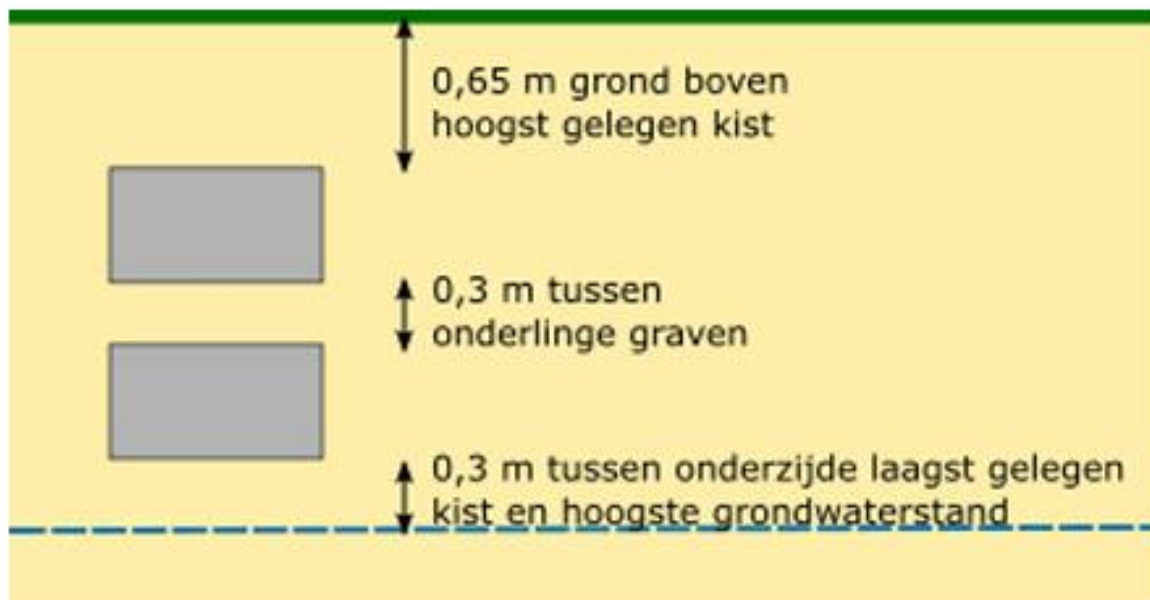 0,65 m grond boven
hoogst gelegen kist
0,3 m tussen
onderlinge graven
0,3 m tussen onderzijde laagst gelegen
kist en hoogste grondwaterstand